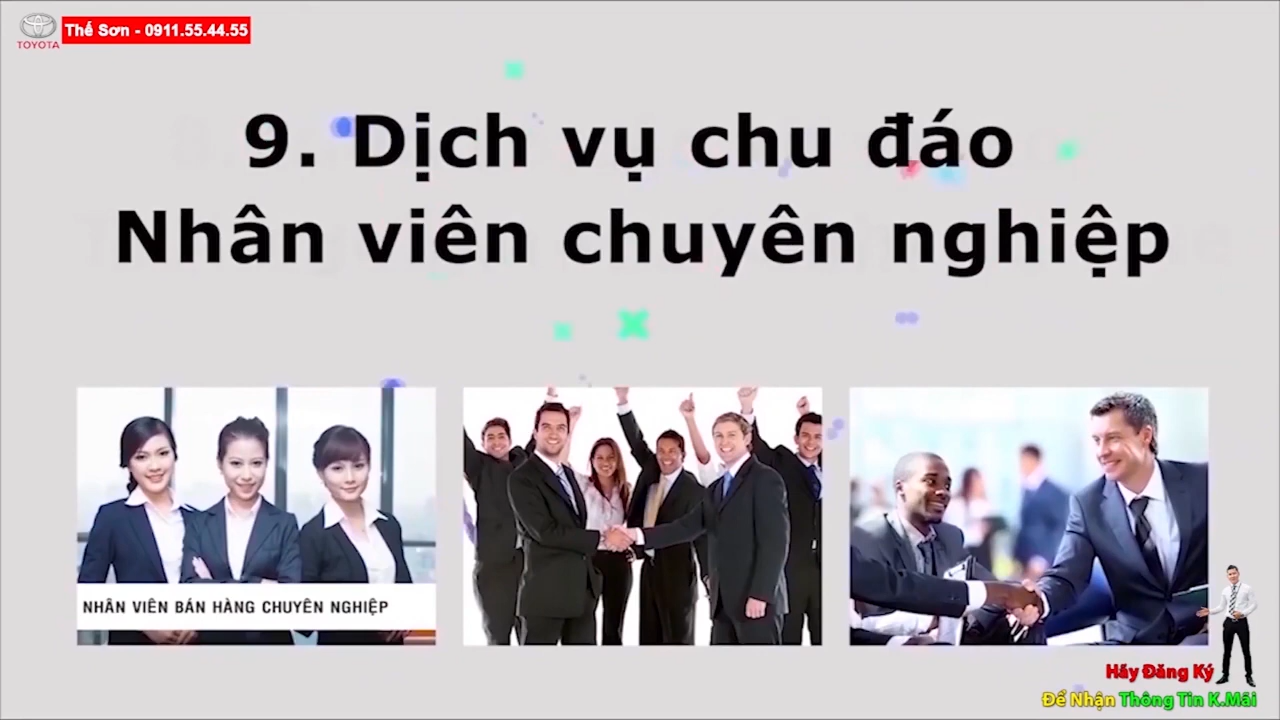 TOYOTA
Thế Sơn - 0911.55.44.55
9. Dịch vụ chu đáo
Nhân viên chuyên nghiệp
NHÂN VIÊN BÁN HÀNG CHUYÊN NGHIỆP
Hãy Đăng Ký
Để Nhận Thông Tin K.Mãi